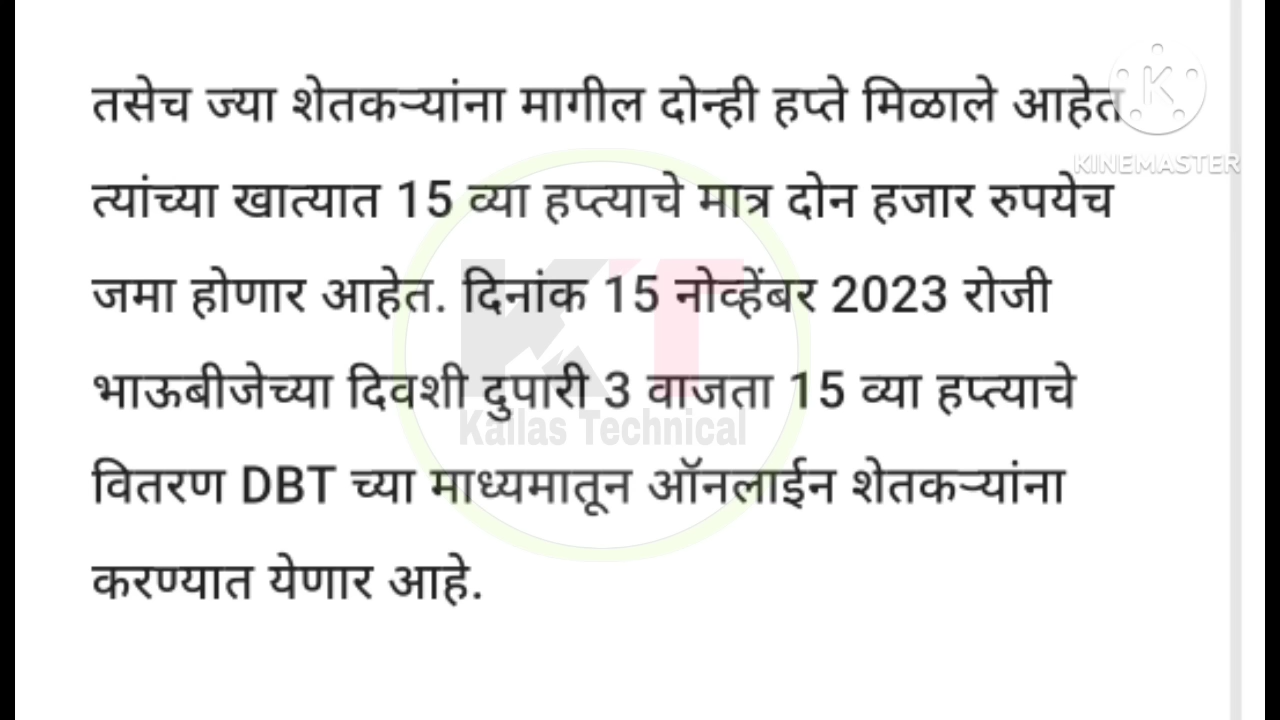 तसेच ज्या शेतकऱ्यांना मागील दोन्ही हप्ते मिळाले आहेत
त्यांच्या खात्यात 15 व्या हप्त्याचे मात्र दोन हजार रुपयेच
जमा होणार आहेत. दिनांक 15 नोव्हेंबर 2023 रोजी
भाऊबीजेच्या दिवशी दुपारी 3 वाजता 15 व्या हप्त्याचे
वितरण DBT च्या माध्यमातून ऑनलाईन शेतकऱ्यांना
करण्यात येणार आहे.
K
KINEMASTER
KT
Kailas Technical